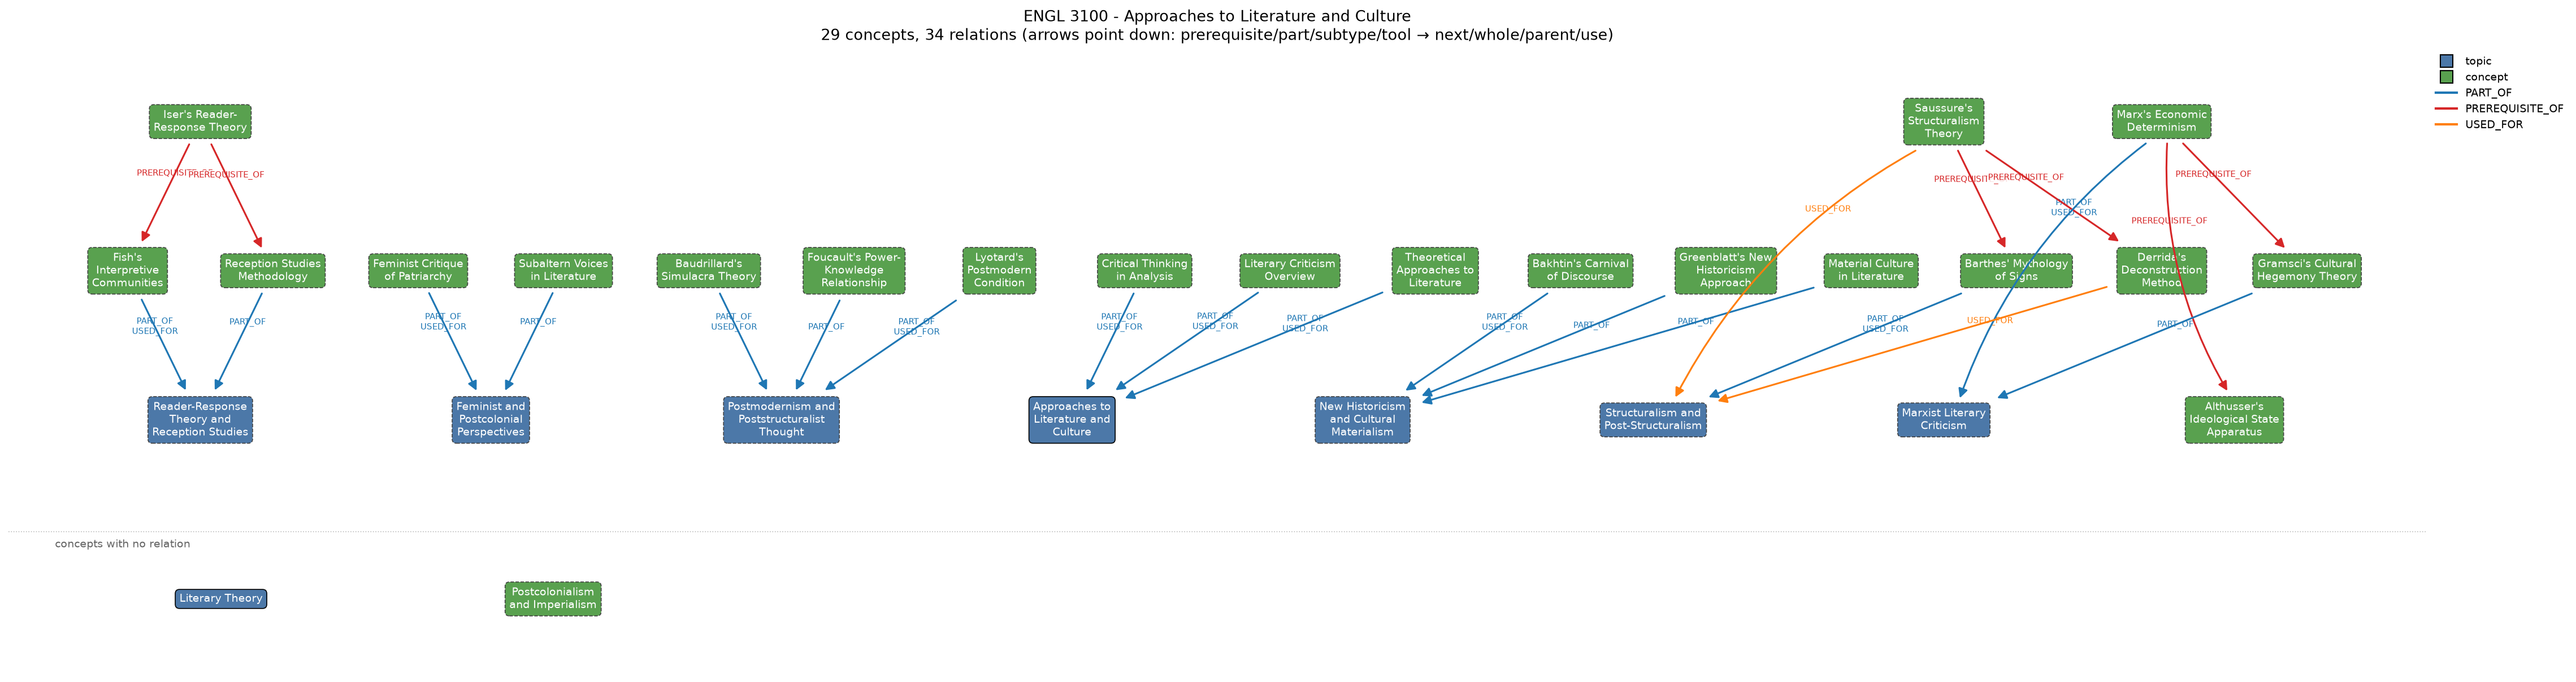 ENGL 3100 - Approaches to Literature and Culture
29 concepts, 34 relations (arrows point down: prerequisite/part/subtype/tool → next/whole/parent/use)
topic
concept
PART_OF
PREREQUISITE_OF
USED_FOR
Iser's Reader-
Response Theory
Saussure's
Structuralism
Theory
Marx's Economic
Determinism
PREREQUISITE_OF
PREREQUISITE_OF
PREREQUISITE_OF
PREREQUISITE_OF
PREREQUISITE_OF
USED_FOR
PART_OF
USED_FOR
PREREQUISITE_OF
Fish's
Interpretive
Communities
Reception Studies
Methodology
Feminist Critique
of Patriarchy
Subaltern Voices
in Literature
Baudrillard's
Simulacra Theory
Foucault's Power-
Knowledge
Relationship
Lyotard's
Postmodern
Condition
Critical Thinking
in Analysis
Literary Criticism
Overview
Theoretical
Approaches to
Literature
Bakhtin's Carnival
of Discourse
Greenblatt's New
Historicism
Approach
Material Culture
in Literature
Barthes' Mythology
of Signs
Derrida's
Deconstruction
Method
Gramsci's Cultural
Hegemony Theory
PART_OF
USED_FOR
PART_OF
PART_OF
USED_FOR
PART_OF
PART_OF
USED_FOR
PART_OF
PART_OF
USED_FOR
PART_OF
USED_FOR
PART_OF
USED_FOR
PART_OF
USED_FOR
PART_OF
USED_FOR
PART_OF
PART_OF
PART_OF
USED_FOR
USED_FOR
PART_OF
Reader-Response
Theory and
Reception Studies
Feminist and
Postcolonial
Perspectives
Postmodernism and
Poststructuralist
Thought
Approaches to
Literature and
Culture
New Historicism
and Cultural
Materialism
Structuralism and
Post-Structuralism
Marxist Literary
Criticism
Althusser's
Ideological State
Apparatus
concepts with no relation
Literary Theory
Postcolonialism
and Imperialism